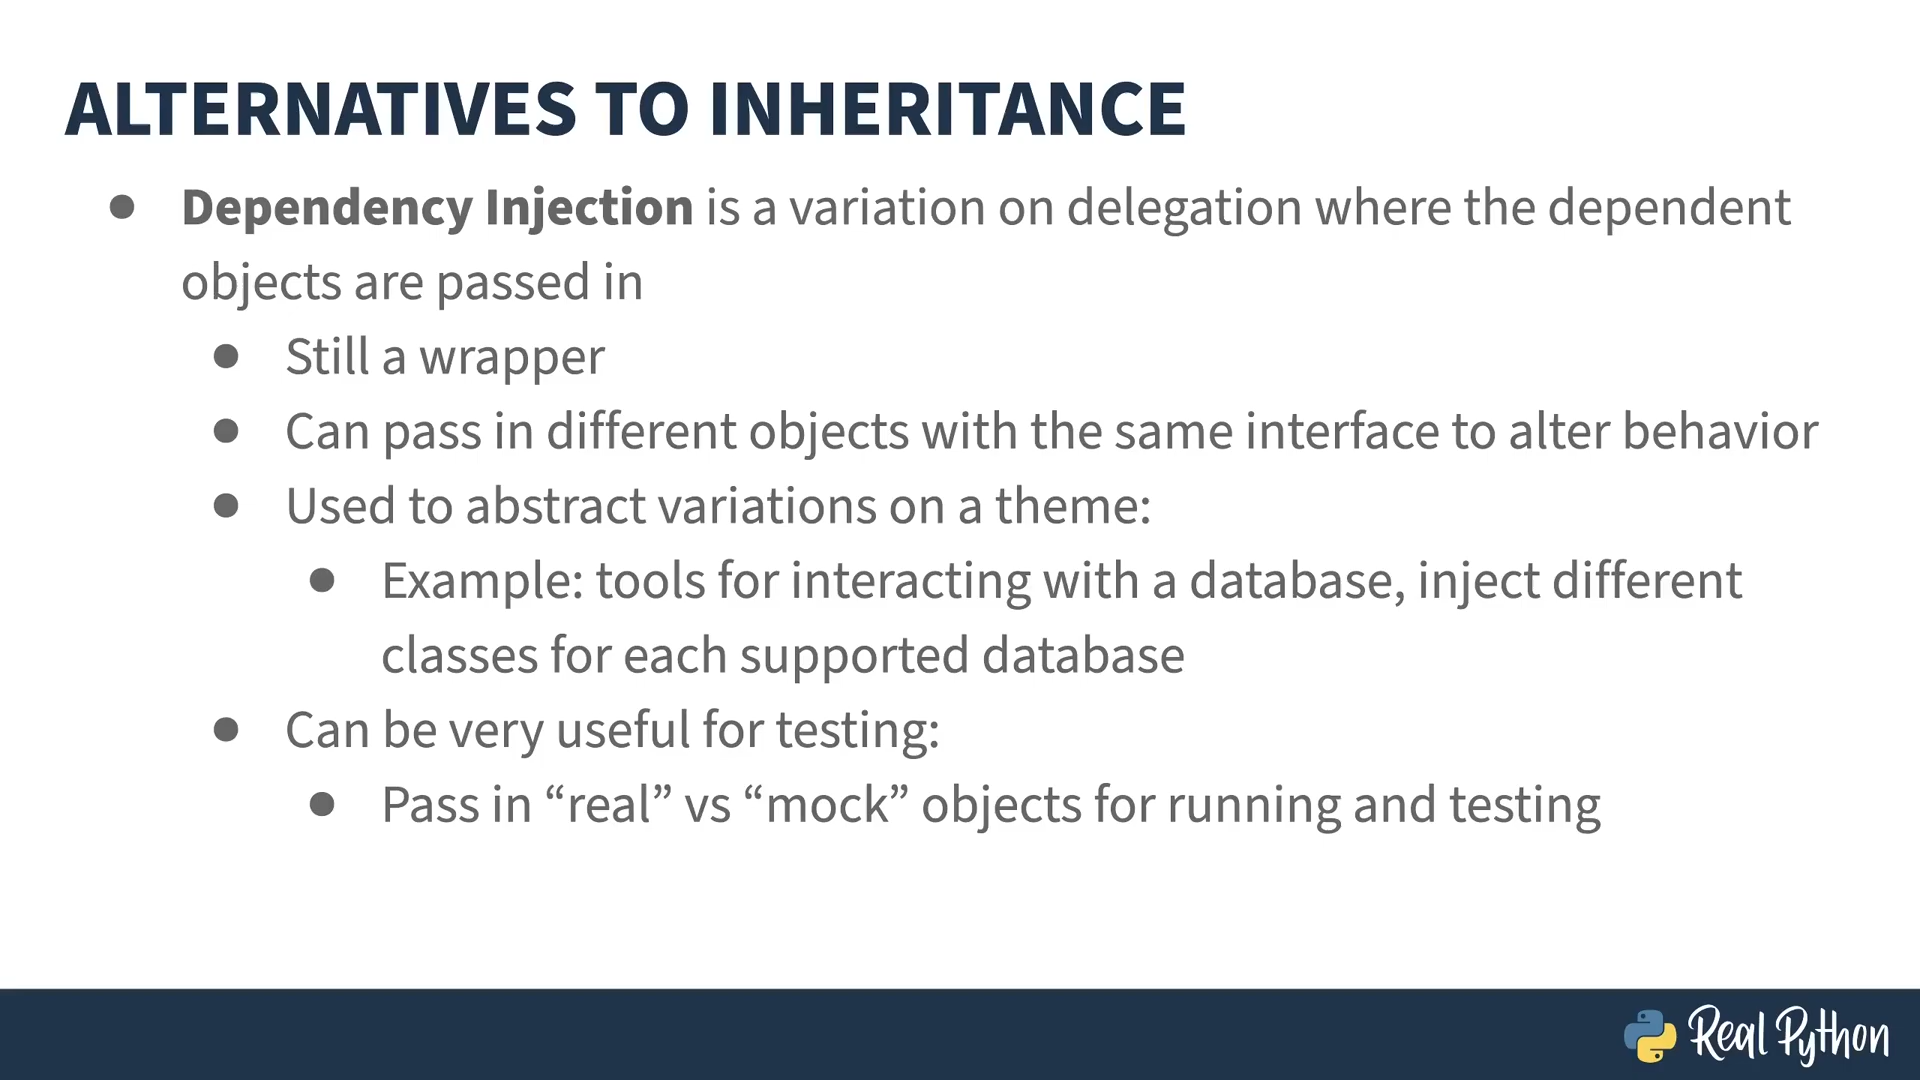 ALTERNATIVES TO INHERITANCE
● Dependency Injection is a variation on delegation where the dependent
objects are passed in
● Still a wrapper
● Can pass in different objects with the same interface to alter behavior
● Used to abstract variations on a theme:
● Example: tools for interacting with a database, inject different
classes for each supported database
● Can be very useful for testing:
● Pass in “real” vs “mock” objects for running and testing
Real Python